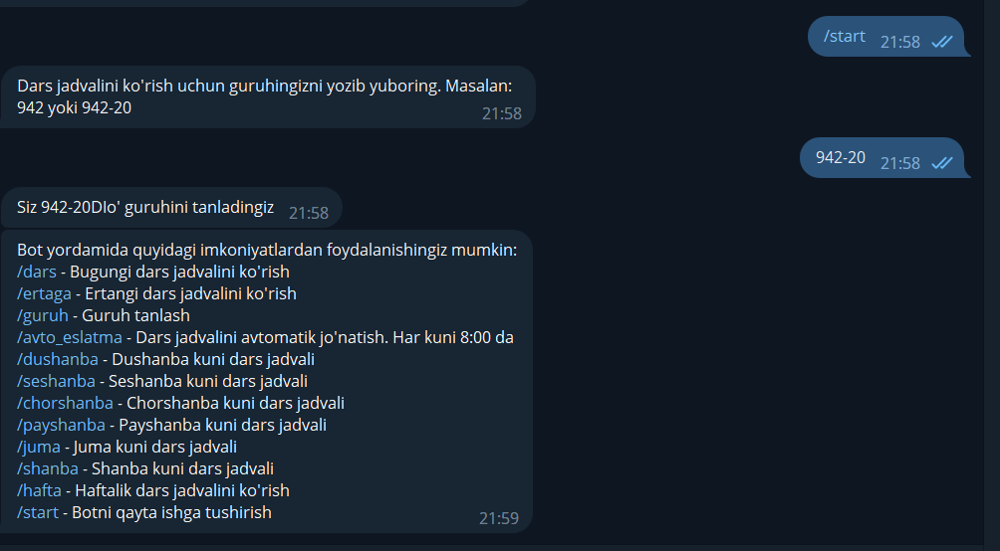 /start 21:58
Dars jadvalini ko'rish uchun guruhingizni yozib yuboring. Masalan:
942 yoki 942-20
21:58
942-20 21:58
Siz 942-20DIo' guruhini tanladingiz 21:58
Bot yordamida quyidagi imkoniyatlardan foydalanishingiz mumkin:
/dars - Bugungi dars jadvalini ko'rish
/ertaga - Ertangi dars jadvalini ko'rish
/guruh - Guruh tanlash
/avto_eslatma - Dars jadvalini avtomatik jo'natish. Har kuni 8:00 da
/dushanba - Dushanba kuni dars jadvali
/seshanba - Seshanba kuni dars jadvali
/chorshanba - Chorshanba kuni dars jadvali
/payshanba - Payshanba kuni dars jadvali
/juma - Juma kuni dars jadvali
/shanba - Shanba kuni dars jadvali
/hafta - Haftalik dars jadvalini ko'rish
/start - Botni qayta ishga tushirish
21:59